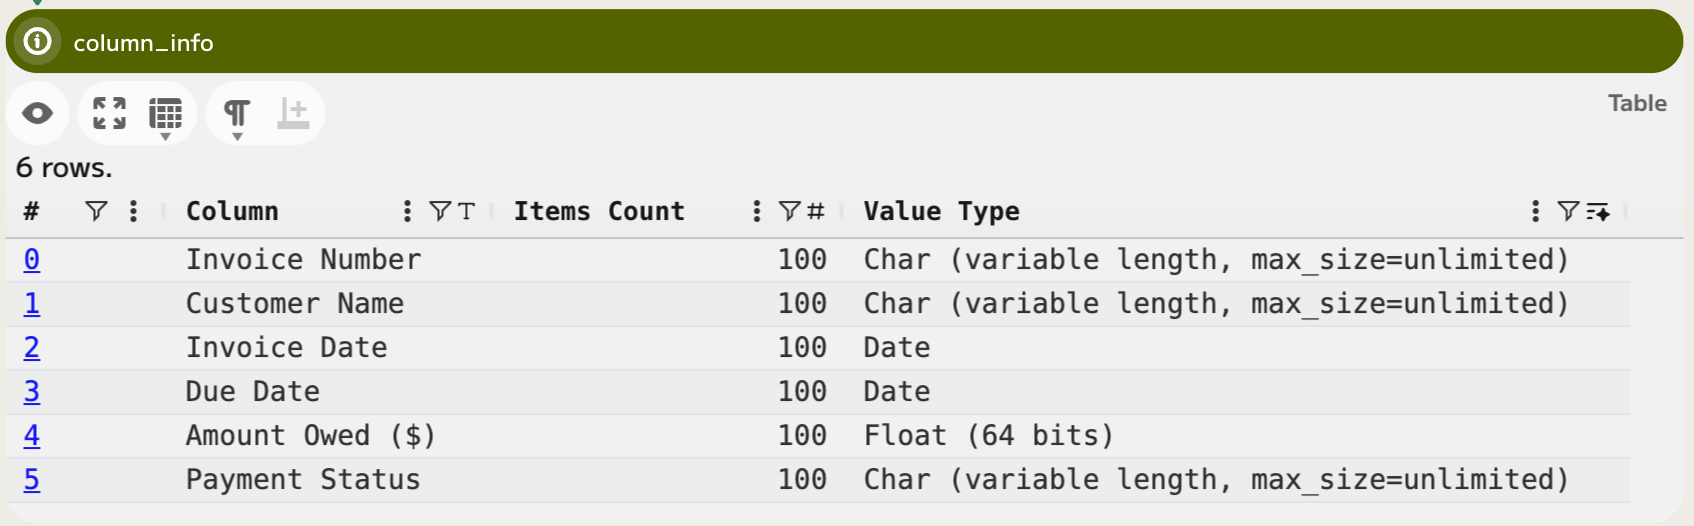 column_info
Table
6 rows.
# Column T Items Count # Value Type
0 Invoice Number 100 Char (variable length, max_size=unlimited)
1 Customer Name 100 Char (variable length, max_size=unlimited)
2 Invoice Date 100 Date
3 Due Date 100 Date
4 Amount Owed ($) 100 Float (64 bits)
5 Payment Status 100 Char (variable length, max_size=unlimited)